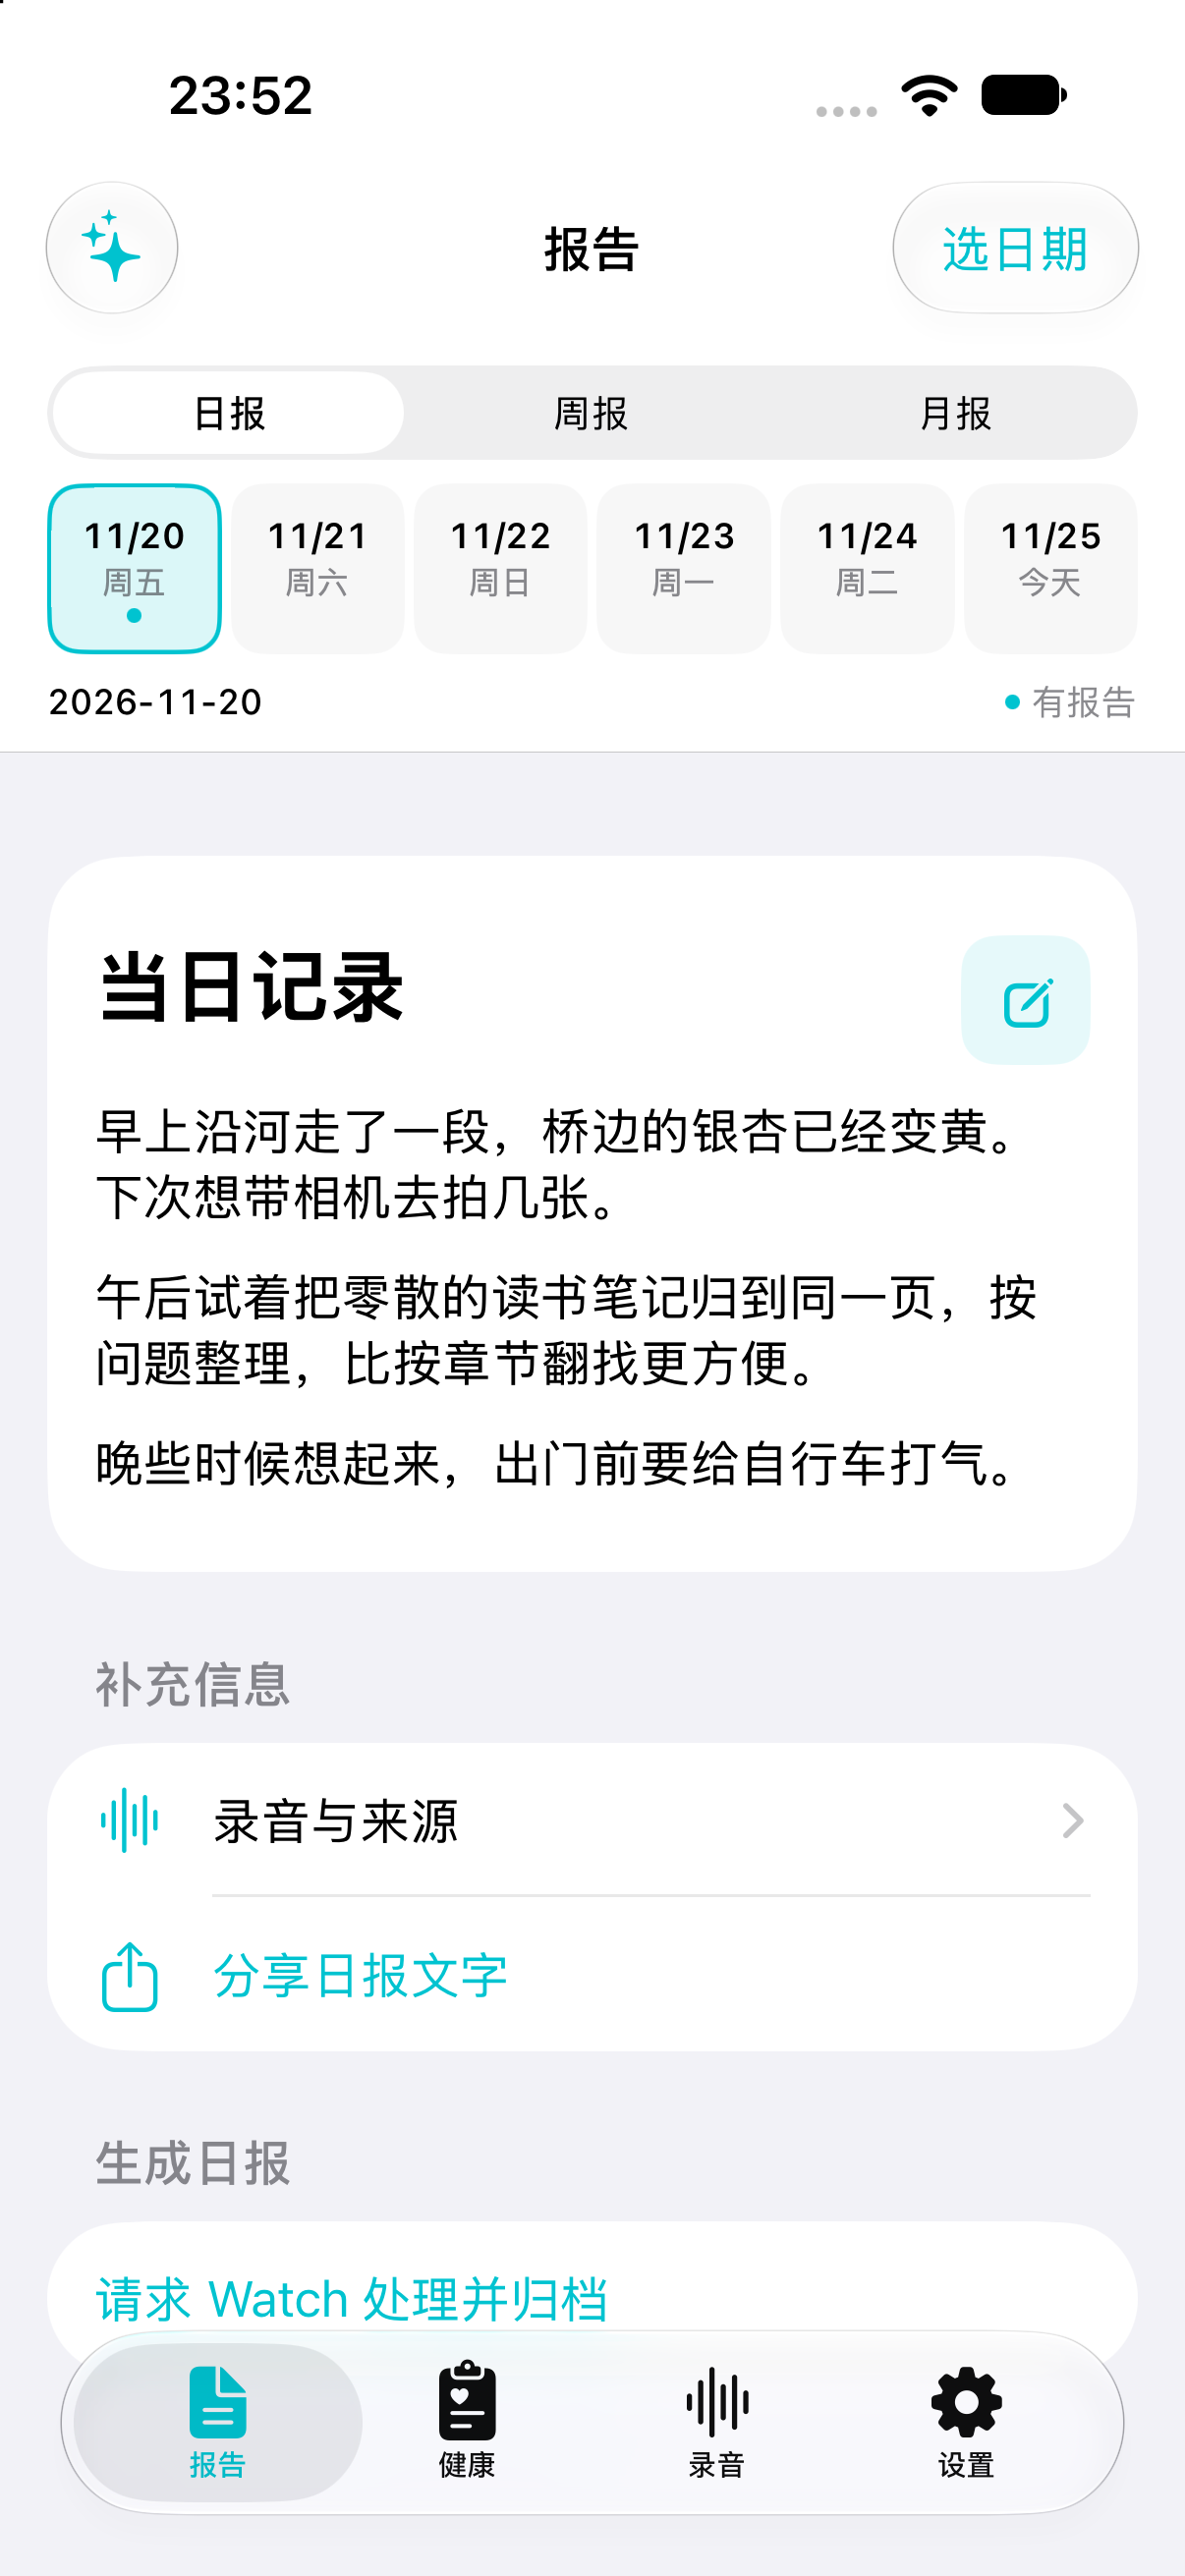 23:52
报告
选日期
日报
周报
月报
11/20
周五
11/21
周六
11/22
周日
11/23
周一
11/24
周二
11/25
今天
2026-11-20
有报告
当日记录
早上沿河走了一段，桥边的银杏已经变黄。
下次想带相机去拍几张。
午后试着把零散的读书笔记归到同一页，按
问题整理，比按章节翻找更方便。
晚些时候想起来，出门前要给自行车打气。
补充信息
录音与来源
分享日报文字
生成日报
请求 Watch 处理并归档
报告
健康
录音
设置